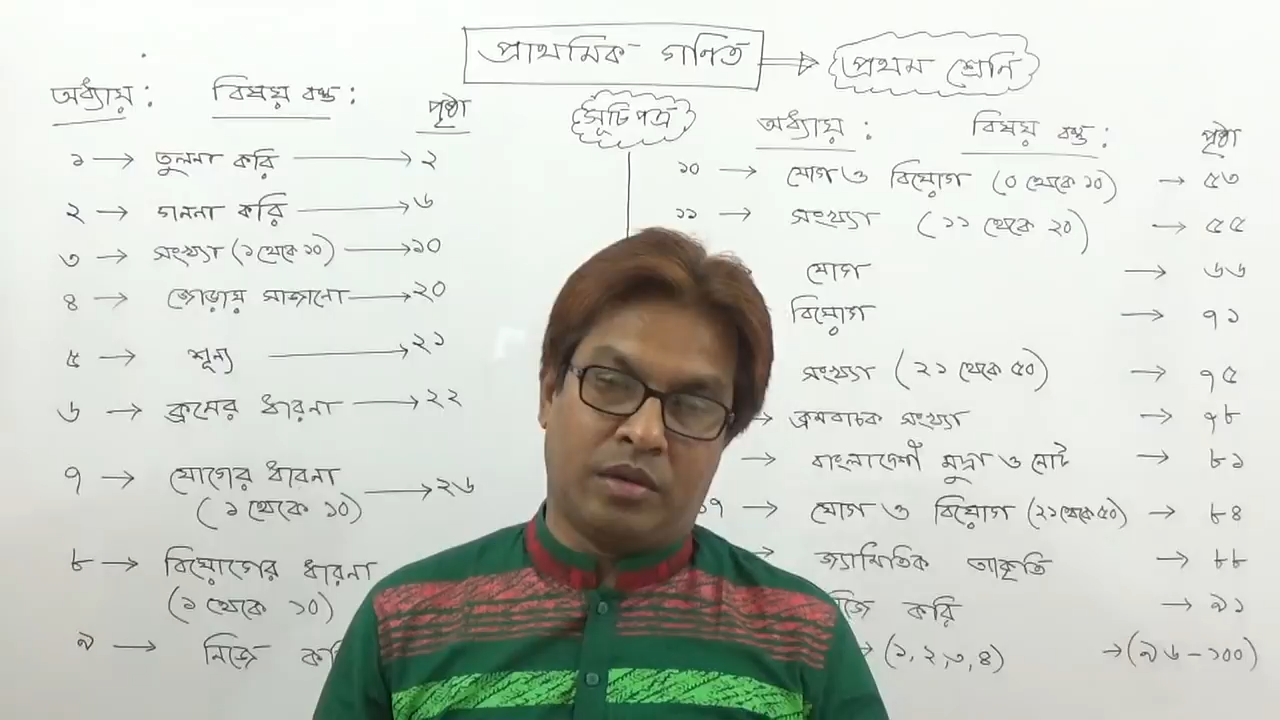 প্রাথমিক গণিত → প্রথম শ্রেনি
সূচিপত্র
অধ্যায়: বিষয় বস্তু: পৃষ্ঠা
১ → তুলনা করি → ২
২ → গননা করি → ৬
৩ → সংখ্যা (১ থেকে ১০) → ১০
৪ → জোড়ায় সাজানো → ২০
৫ → শূন্য → ২১
৬ → ক্রমের ধারনা → ২২
৭ → যোগের ধারনা → ২৬
(১ থেকে ১০)
৮ → বিয়োগের ধারনা
(১ থেকে ১০)
৯ → নিজে
অধ্যায়: বিষয় বস্তু: পৃষ্ঠা
১০ → যোগ ও বিয়োগ (০ থেকে ১০) → ৫৩
১১ → সংখ্যা (১১ থেকে ২০) → ৫৫
যোগ → ৬৬
বিয়োগ → ৭১
সংখ্যা (২১ থেকে ৫০) → ৭৫
→ ক্রমবাচক সংখ্যা → ৭৮
→ বাংলাদেশী মুদ্রা ও নোট → ৮১
→ যোগ ও বিয়োগ (২১ থেকে ৫০) → ৮৪
→ জ্যামিতিক আকৃতি → ৮৮
করি → ৯১
→ (১, ২, ৩, ৪) → (৯৬ - ১০০)